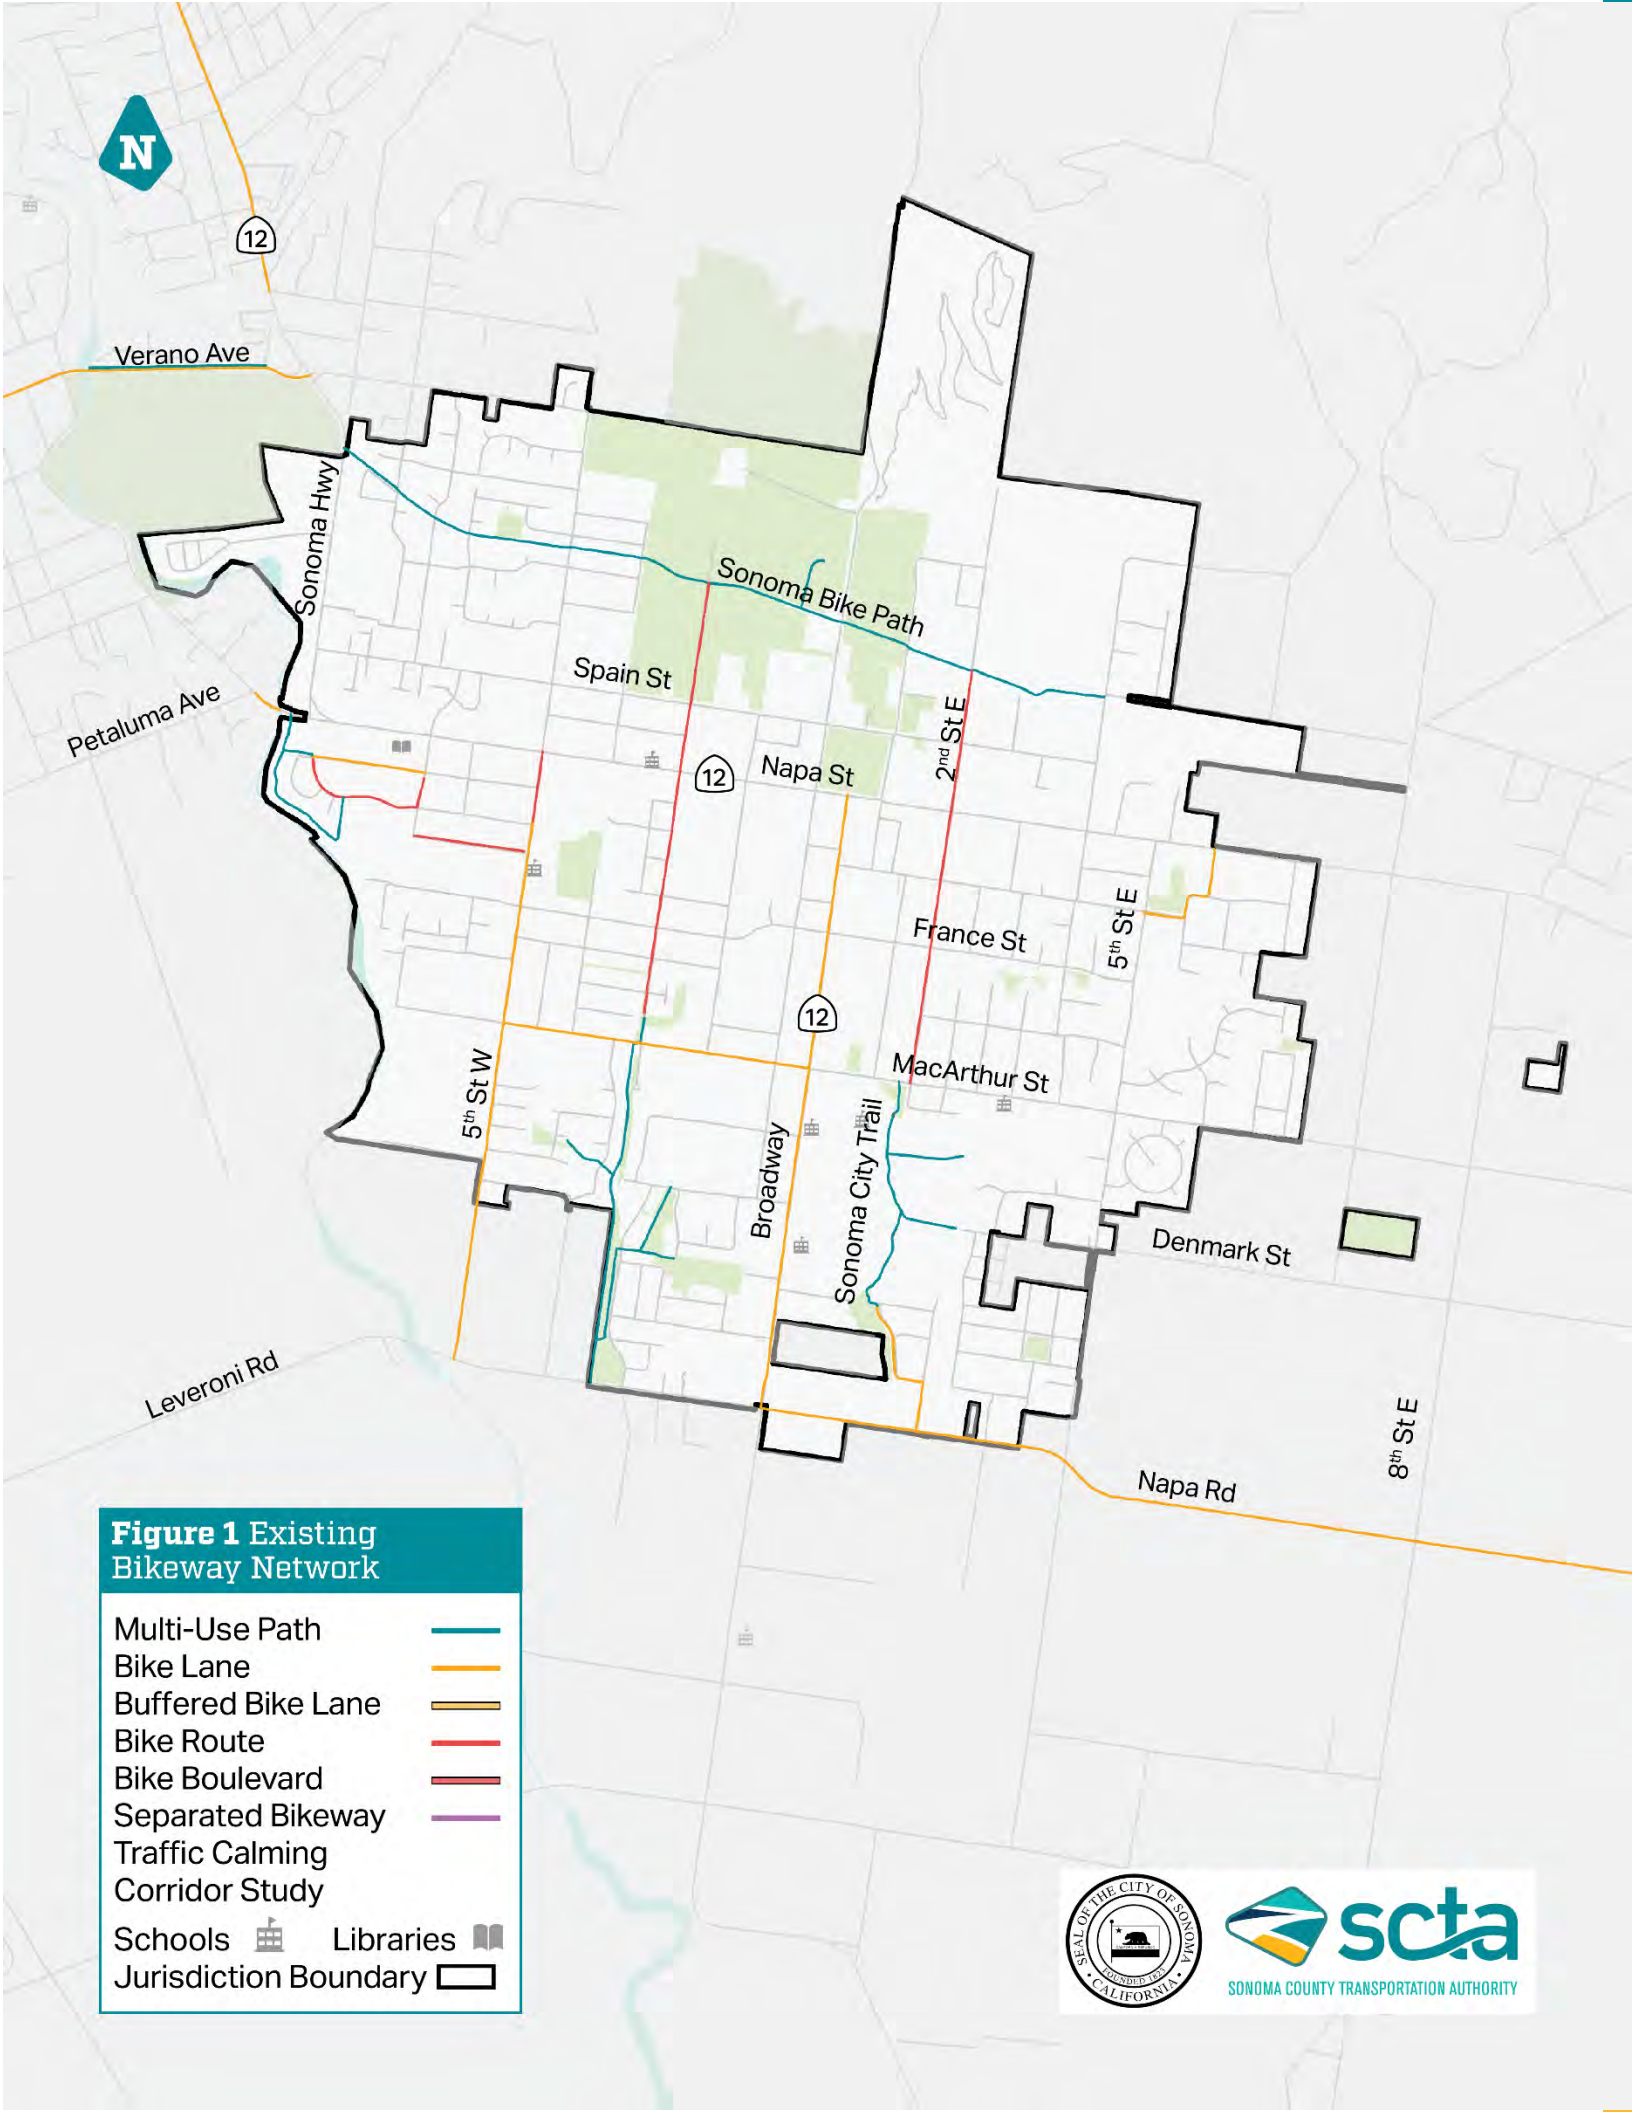 N
12
Verano Ave
Sonoma Hwy
Sonoma Bike Path
Spain St
Petaluma Ave
2nd St E
12
Napa St
5th St E
France St
12
MacArthur St
5th St W
Broadway
Sonoma City Trail
Denmark St
Leveroni Rd
8th St E
Napa Rd
Figure 1 Existing
Bikeway Network
Multi-Use Path
Bike Lane
Buffered Bike Lane
Bike Route
Bike Boulevard
Separated Bikeway
Traffic Calming
Corridor Study
Schools Libraries
Jurisdiction Boundary
SEAL OF THE CITY OF SONOMA
FOUNDED 1823
• CALIFORNIA •
scta
SONOMA COUNTY TRANSPORTATION AUTHORITY